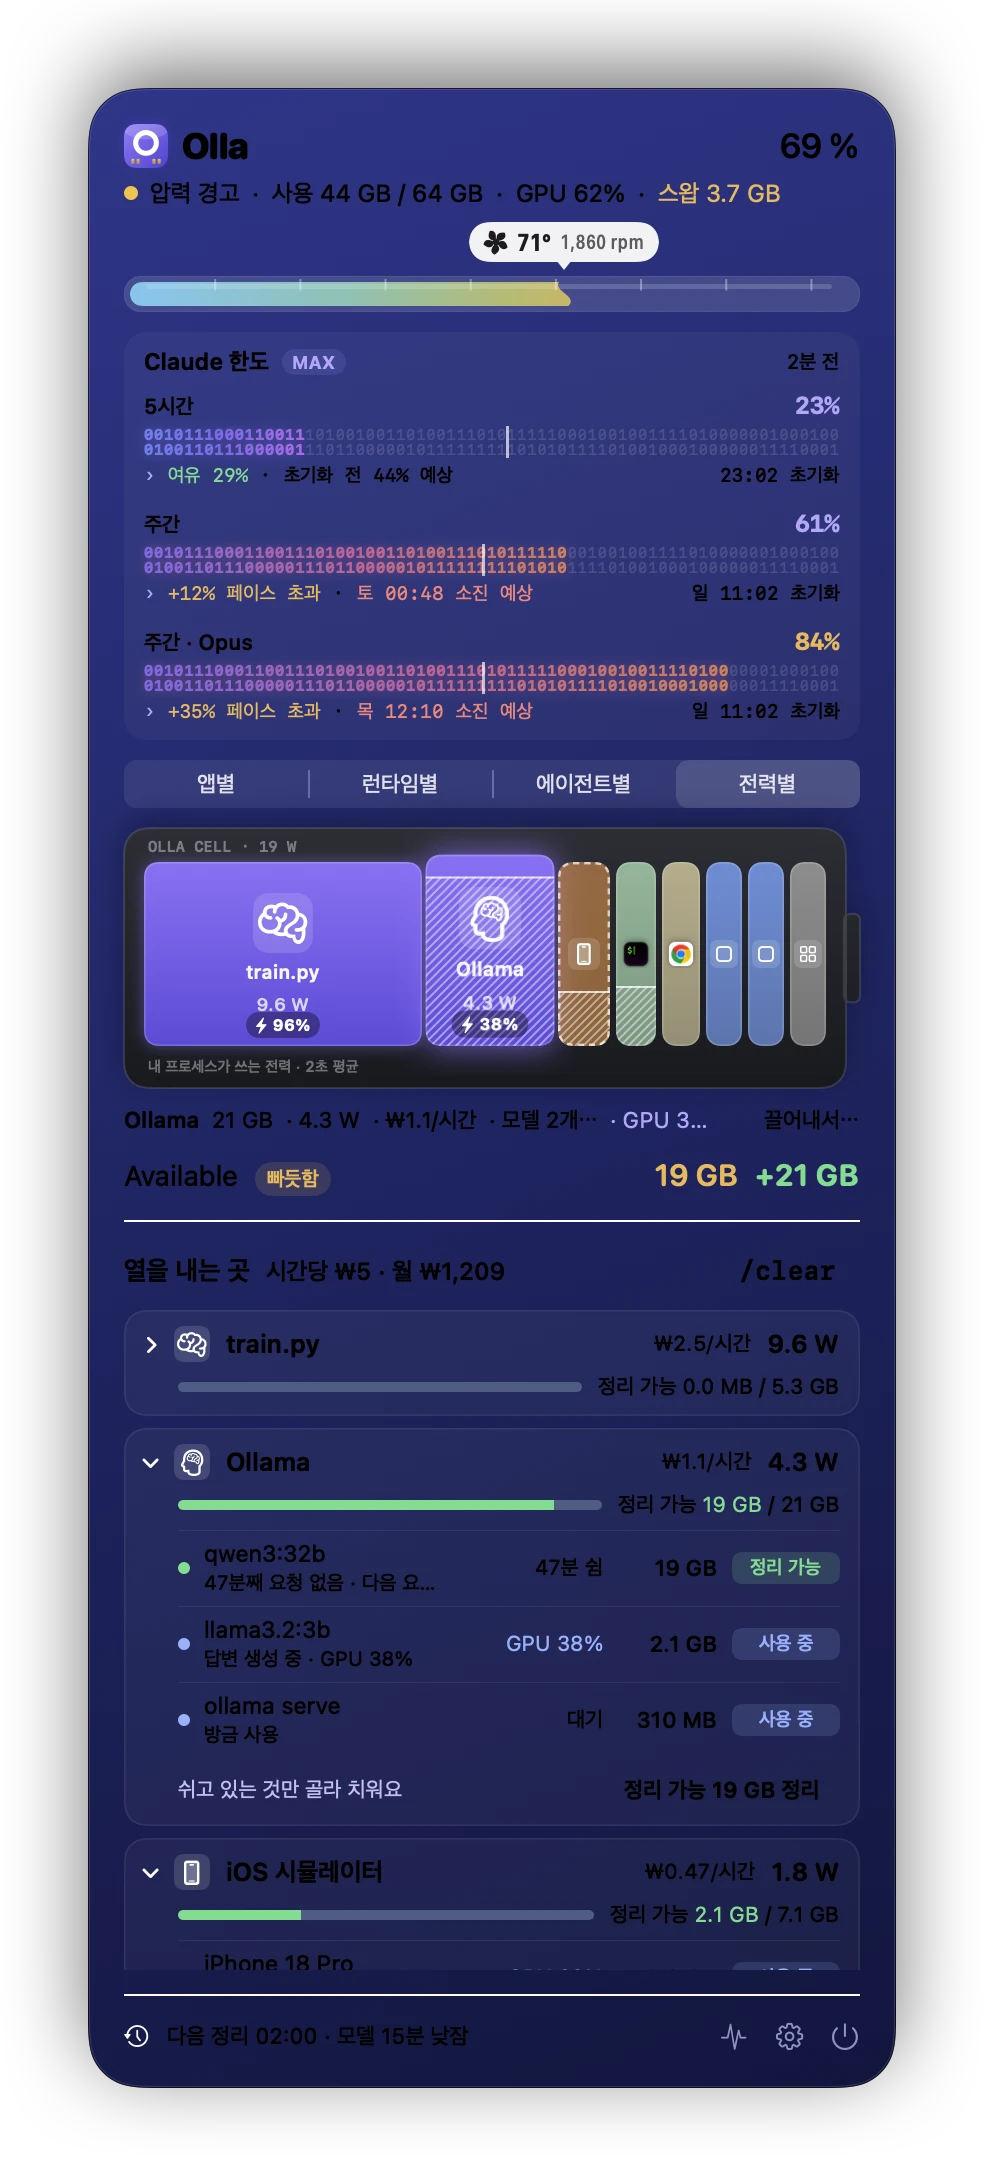 Olla 69 %
압력 경고 · 사용 44 GB / 64 GB · GPU 62% · 스왑 3.7 GB
71° 1,860 rpm
Claude 한도 MAX 2분 전
5시간 23%
› 여유 29% · 초기화 전 44% 예상 23:02 초기화
주간 61%
› +12% 페이스 초과 · 토 00:48 소진 예상 일 11:02 초기화
주간 · Opus 84%
› +35% 페이스 초과 · 목 12:10 소진 예상 일 11:02 초기화
앱별 런타임별 에이전트별 전력별
OLLA CELL · 19 W
train.py Ollama
9.6 W 4.3 W
96% 38%
내 프로세스가 쓰는 전력 · 2초 평균
Ollama 21 GB · 4.3 W · ₩1.1/시간 · 모델 2개… · GPU 3... 끌어내서…
Available 빠듯함 19 GB +21 GB
열을 내는 곳 시간당 ₩5 · 월 ₩1,209 /clear
train.py ₩2.5/시간 9.6 W
정리 가능 0.0 MB / 5.3 GB
Ollama ₩1.1/시간 4.3 W
정리 가능 19 GB / 21 GB
qwen3:32b 47분 쉼 19 GB 정리 가능
47분째 요청 없음 · 다음 요...
llama3.2:3b GPU 38% 2.1 GB 사용 중
답변 생성 중 · GPU 38%
ollama serve 대기 310 MB 사용 중
방금 사용
쉬고 있는 것만 골라 치워요 정리 가능 19 GB 정리
iOS 시뮬레이터 ₩0.47/시간 1.8 W
정리 가능 2.1 GB / 7.1 GB
iPhone 18 Pro
다음 정리 02:00 · 모델 15분 낮잠